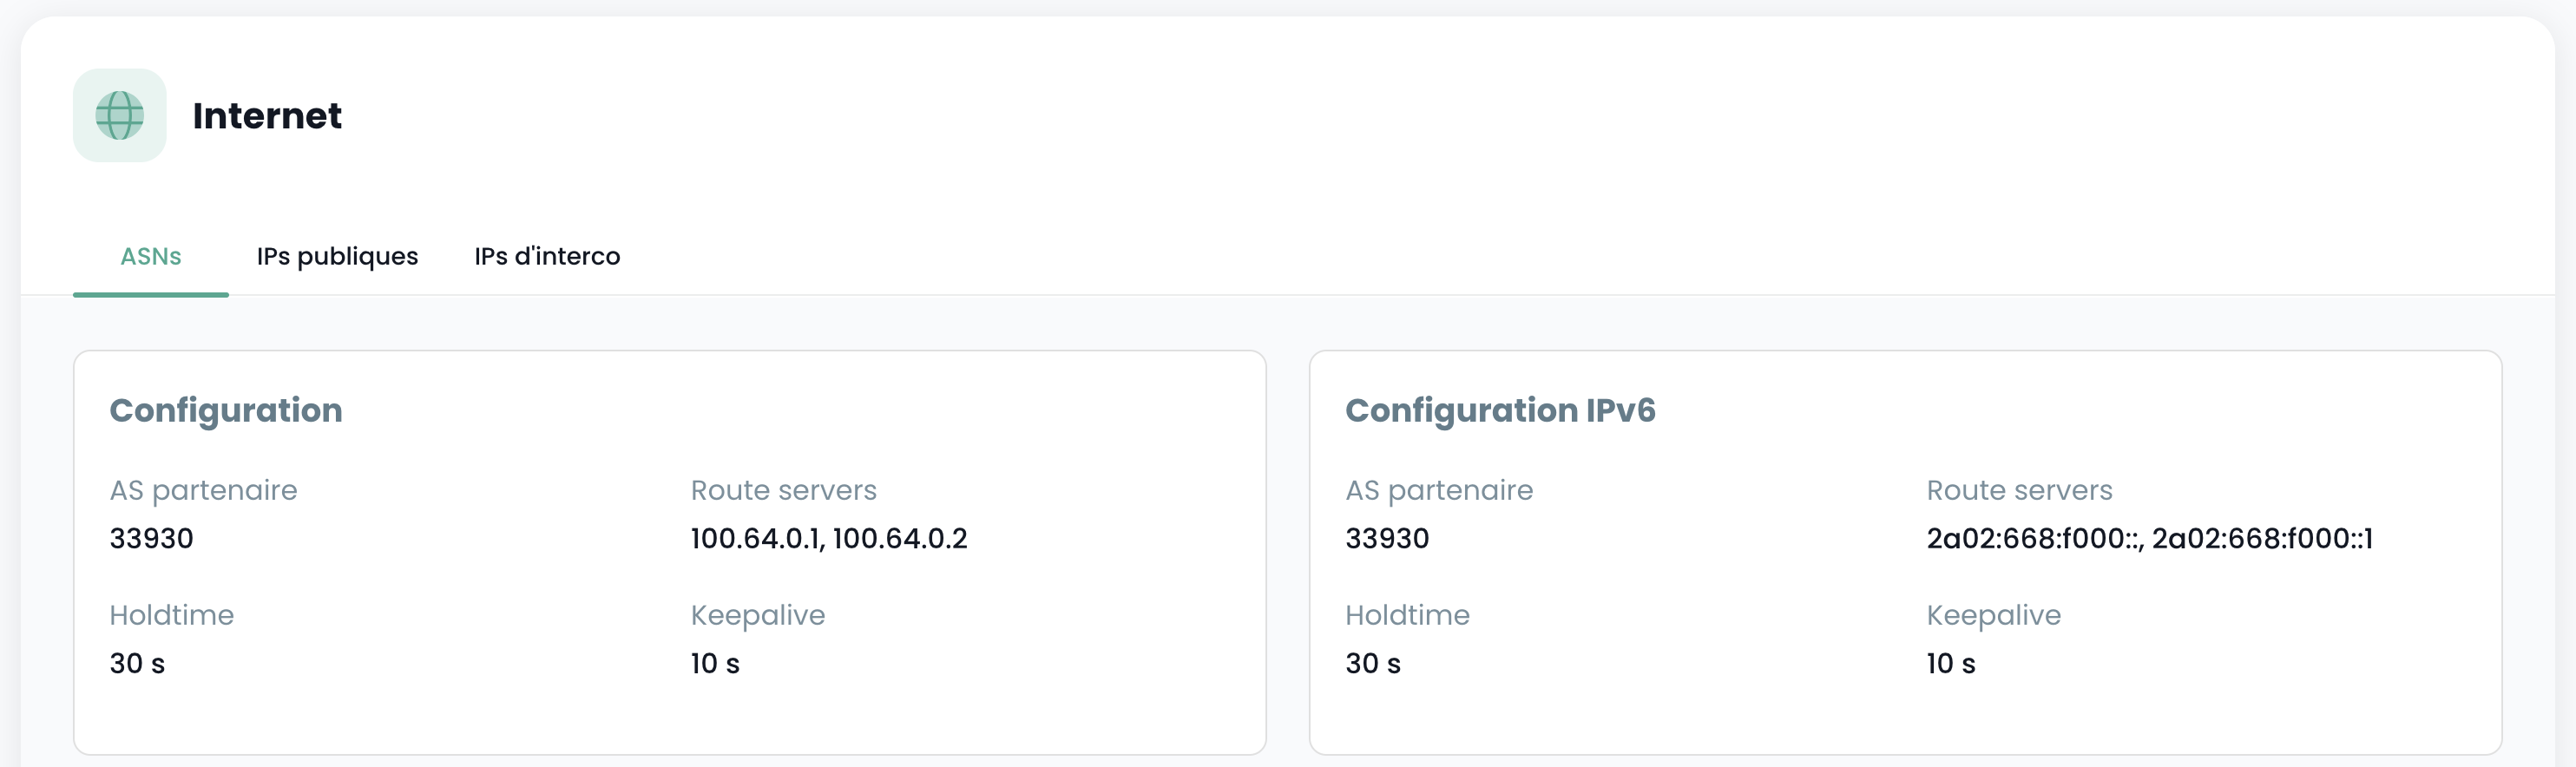 Internet
ASNs IPs publiques IPs d'interco
Configuration
AS partenaire Route servers
33930 100.64.0.1, 100.64.0.2
Holdtime Keepalive
30 s 10 s
Configuration IPv6
AS partenaire Route servers
33930 2a02:668:f000::, 2a02:668:f000::1
Holdtime Keepalive
30 s 10 s